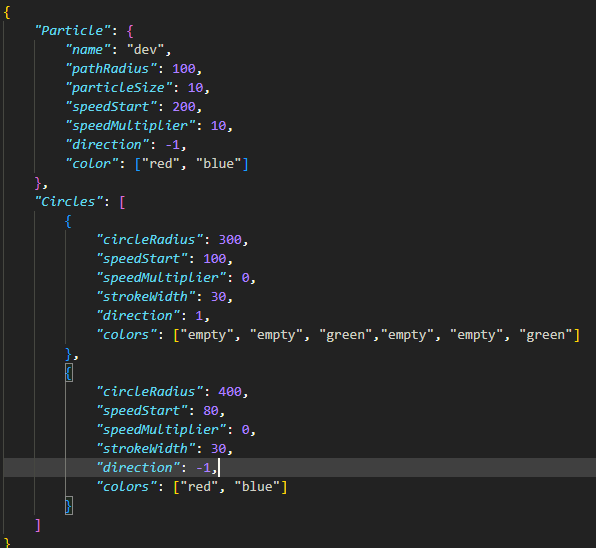 {
    "Particle": {
        "name": "dev",
        "pathRadius": 100,
        "particleSize": 10,
        "speedStart": 200,
        "speedMultiplier": 10,
        "direction": -1,
        "color": ["red", "blue"]
    },
    "Circles": [
        {
            "circleRadius": 300,
            "speedStart": 100,
            "speedMultiplier": 0,
            "strokeWidth": 30,
            "direction": 1,
            "colors": ["empty", "empty", "green","empty", "empty", "green"]
        },
        {
            "circleRadius": 400,
            "speedStart": 80,
            "speedMultiplier": 0,
            "strokeWidth": 30,
            "direction": -1,
            "colors": ["red", "blue"]
        }
    ]
}